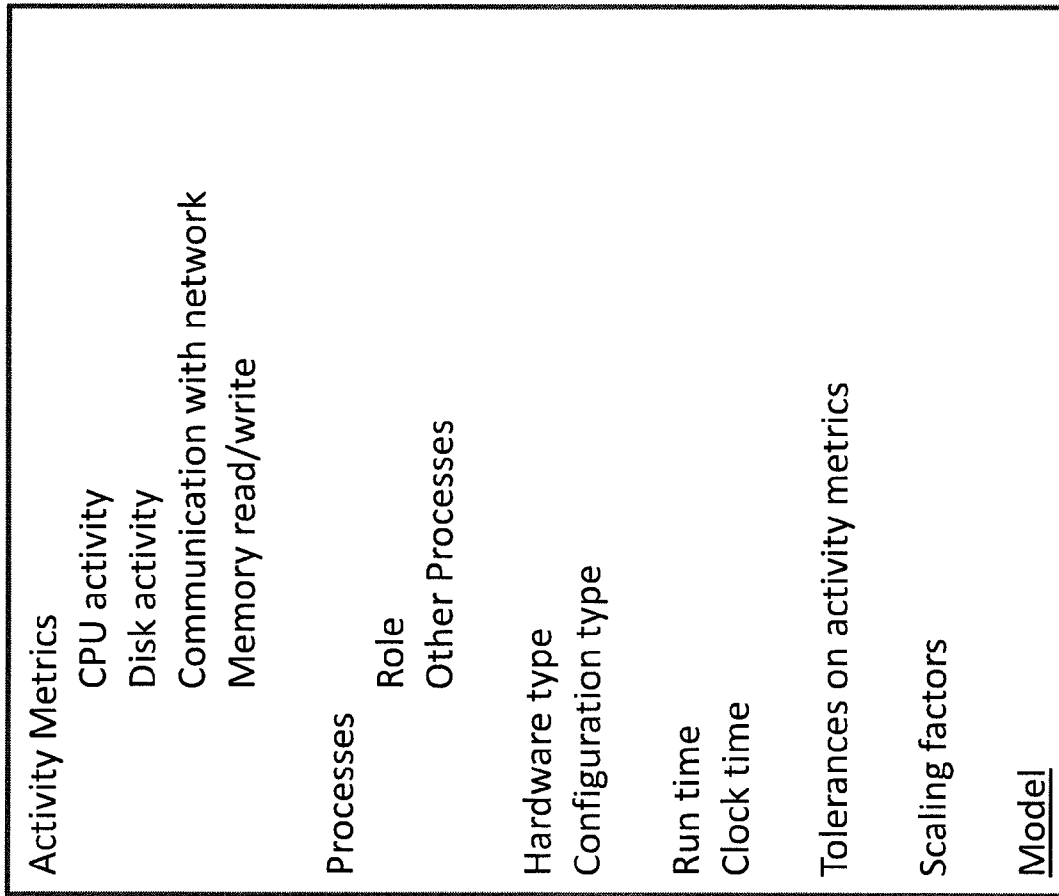 Activity Metrics
CPU activity
Disk activity
Communication with network
Memory read/write
Processes
Role
Other Processes
Hardware type
Configuration type
Run time
Clock time
Tolerances on activity metrics
Scaling factors
Model